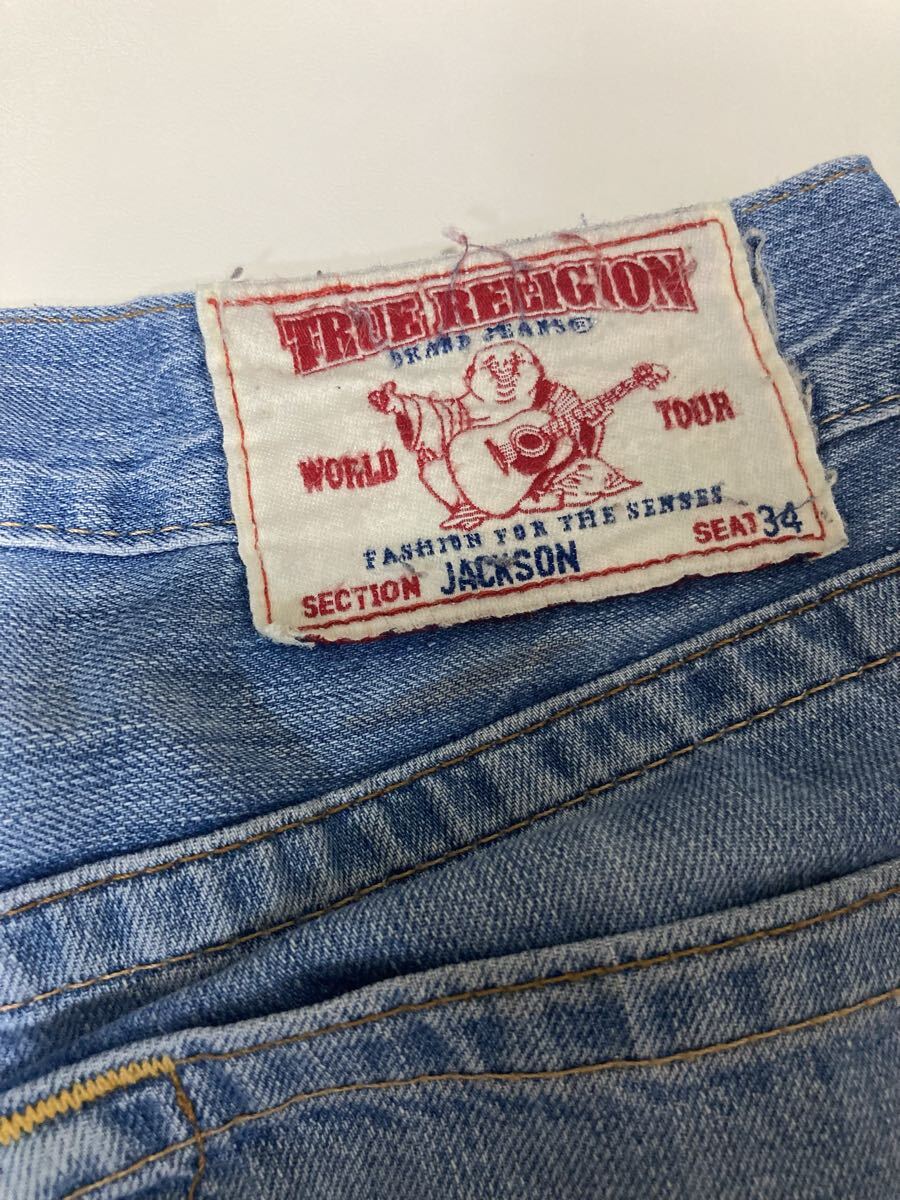 TRUE RELIGION
BRAND JEANS®
WORLD TOUR
FASHION FOR THE SENSES
SECTION JACKSON SEAT 34